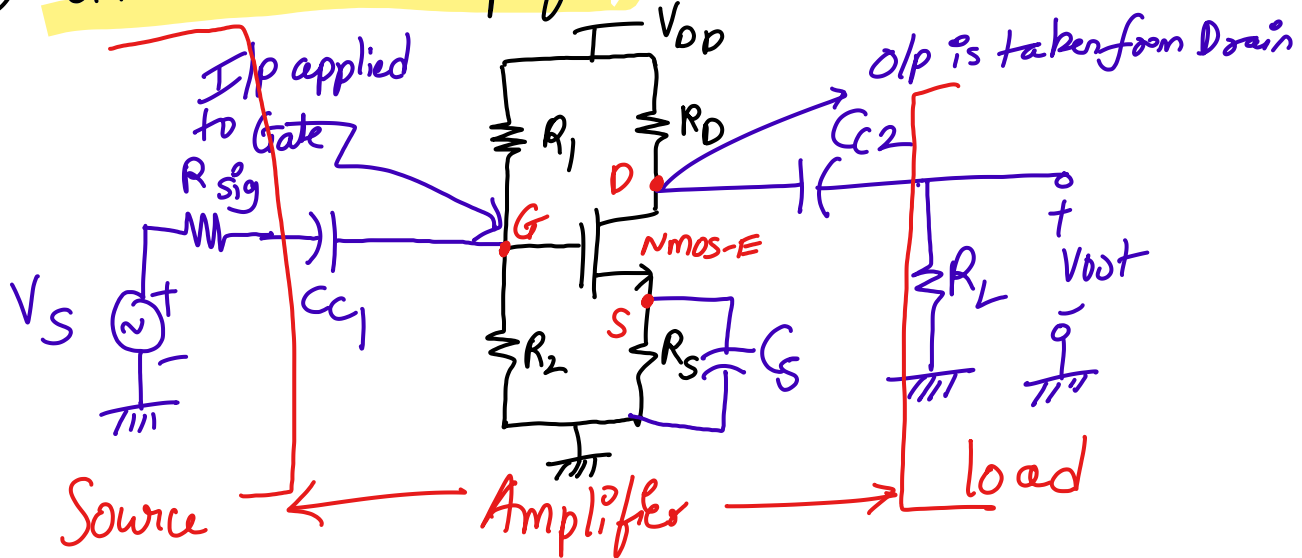 VDD
I/p applied
to Gate
O/p is taken from Drain
R1
RD
CC2
Rsig
D
G
NMOS-E
+
Vout
-
VS
+
-
CC1
S
R2
RS
CS
RL
Source
Amplifier
load